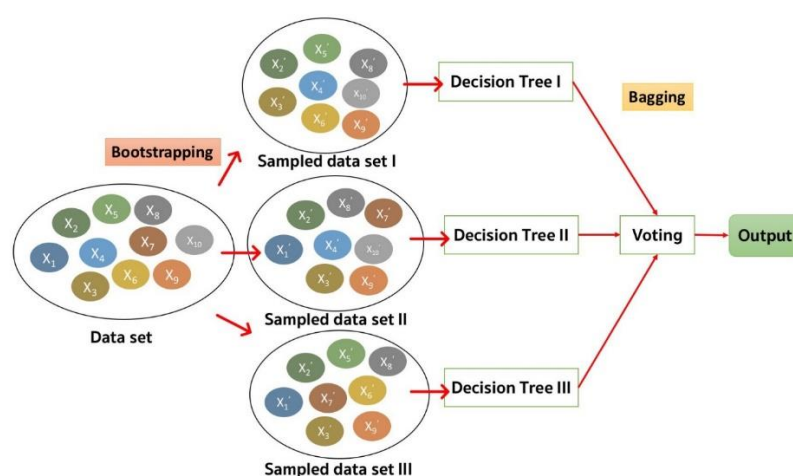 X₅´
X₂´
X₈´
X₄´
X₃´
X₁₀´
X₆´
X₉´
Decision Tree I
Bagging
Bootstrapping
Sampled data set I
X₅
X₈
X₂
X₇
X₁₀
X₁
X₄
X₆
X₉
X₃
Data set
X₈´
X₂´
X₇´
X₁´
X₄´
X₁₀´
X₃´
X₉´
Decision Tree II
Voting
Output
Sampled data set II
X₅´
X₂´
X₈´
X₆´
X₁´
X₇´
X₃´
X₉´
Decision Tree III
Sampled data set III